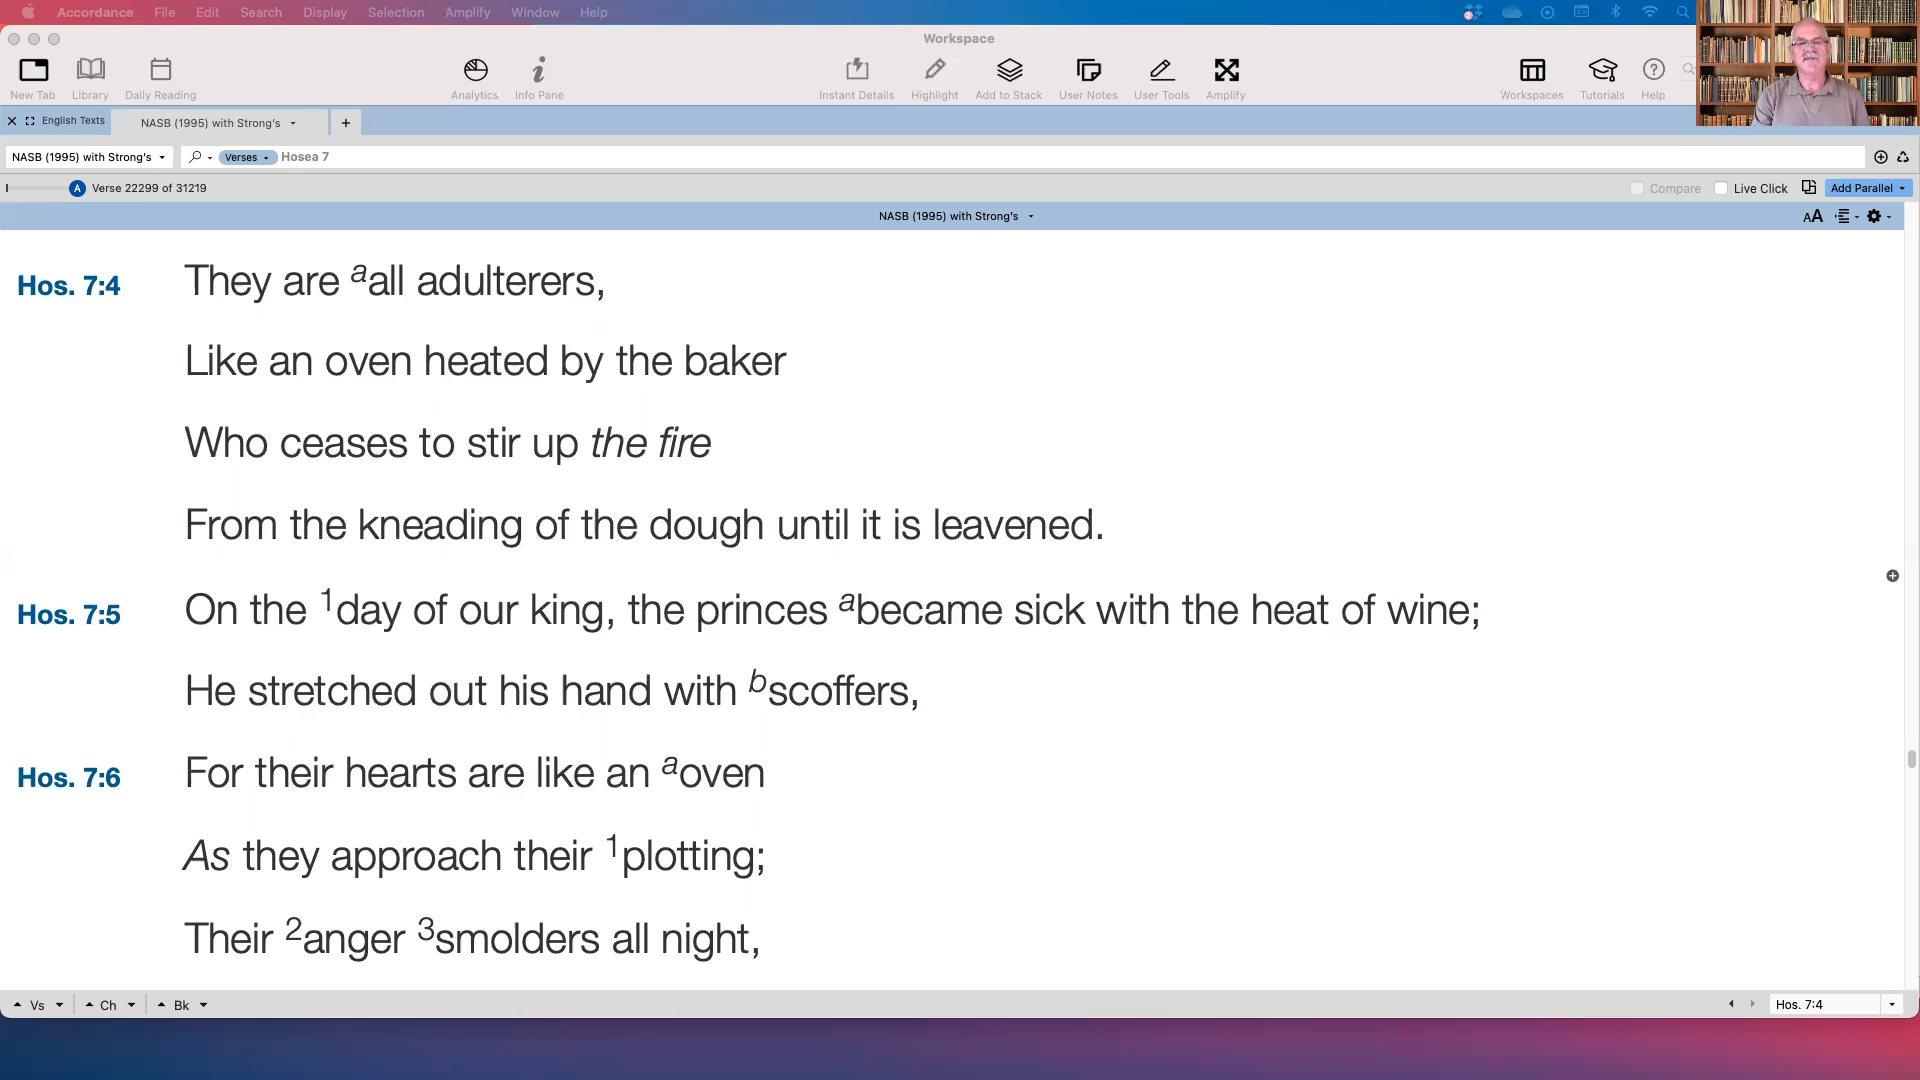 Accordance File Edit Search Display Selection Amplify Window Help
Workspace
New Tab Library Daily Reading Analytics Info Pane Instant Details Highlight Add to Stack User Notes User Tools Amplify Workspaces Tutorials Help
English Texts NASB (1995) with Strong's +
NASB (1995) with Strong's Verses Hosea 7
A Verse 22299 of 31219 Compare Live Click Add Parallel
NASB (1995) with Strong's AA
Hos. 7:4 They are aall adulterers,
Like an oven heated by the baker
Who ceases to stir up the fire
From the kneading of the dough until it is leavened.
Hos. 7:5 On the 1day of our king, the princes abecame sick with the heat of wine;
He stretched out his hand with bscoffers,
Hos. 7:6 For their hearts are like an aoven
As they approach their 1plotting;
Their 2anger 3smolders all night,
Vs Ch Bk Hos. 7:4